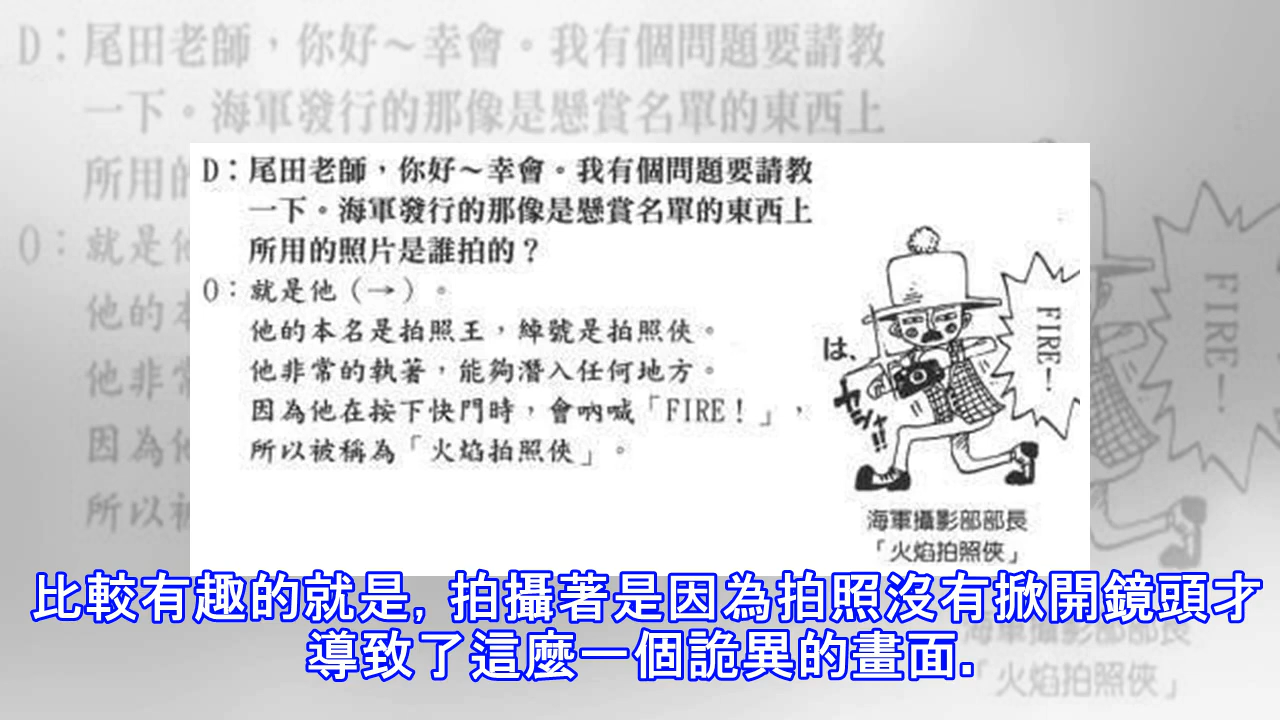 D：尾田老師，你好～幸會。我有個問題要請教
一下。海軍發行的那像是懸賞名單的東西上
所用的照片是誰拍的？
O：就是他（→）。
他的本名是拍照王，綽號是拍照俠。
他非常的執著，能夠潛入任何地方。
因為他在按下快門時，會吶喊「FIRE！」，
所以被稱為「火焰拍照俠」。
は、
FIRE！
海軍攝影部部長
「火焰拍照俠」
比較有趣的就是, 拍攝著是因為拍照沒有掀開鏡頭才
導致了這麼一個詭異的畫面.